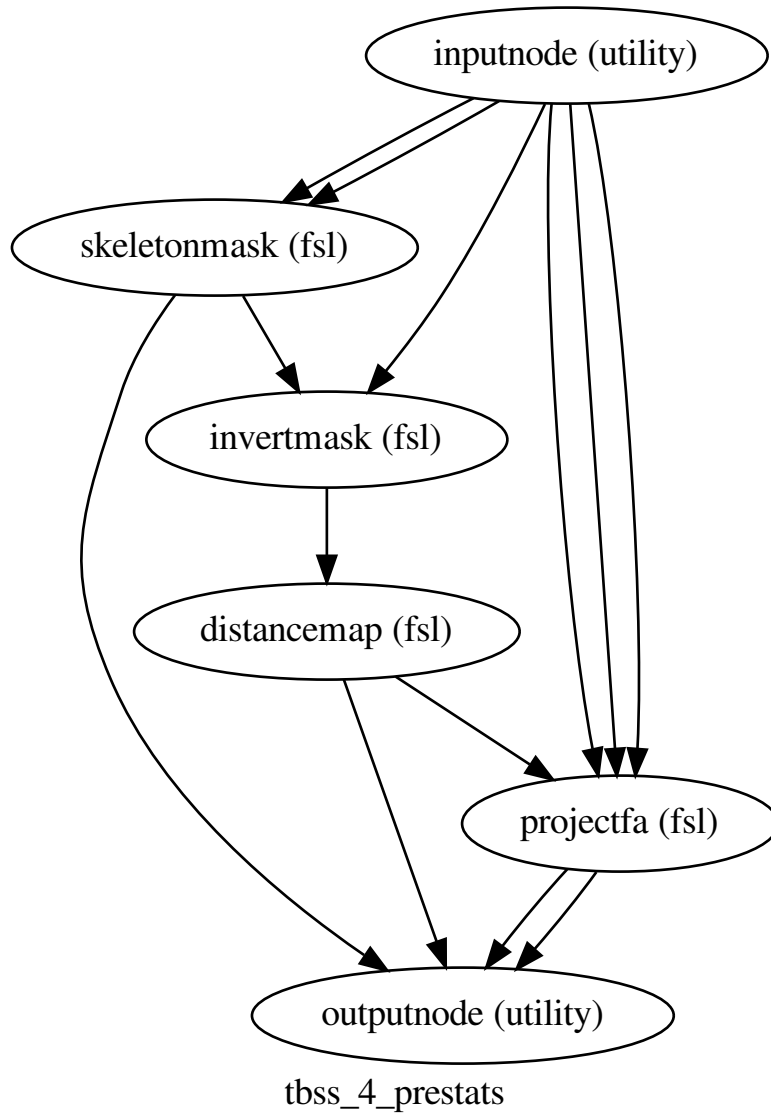 inputnode (utility)
skeletonmask (fsl)
invertmask (fsl)
distancemap (fsl)
projectfa (fsl)
outputnode (utility)
tbss_4_prestats